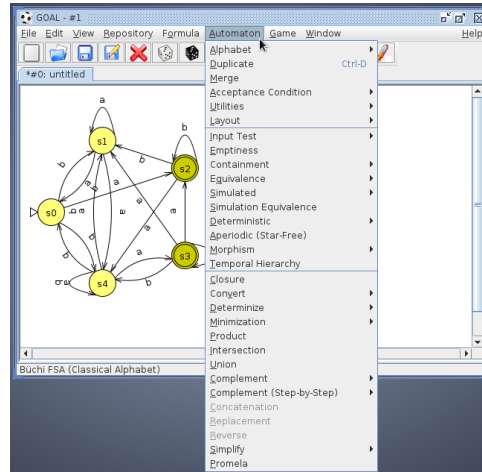 GOAL - #1
File Edit View Repository Formula Automaton Game Window Help
*#0: untitled
Alphabet
Duplicate Ctrl-D
Merge
Acceptance Condition
Utilities
Layout
Input Test
Emptiness
Containment
Equivalence
Simulated
Simulation Equivalence
Deterministic
Aperiodic (Star-Free)
Morphism
Temporal Hierarchy
Closure
Convert
Determinize
Minimization
Product
Intersection
Union
Complement
Complement (Step-by-Step)
Concatenation
Replacement
Reverse
Simplify
Promela
a
s1
b
b
b
s2
s0
a
a
a
a
s3
s4
b
a
b
Büchi FSA (Classical Alphabet)